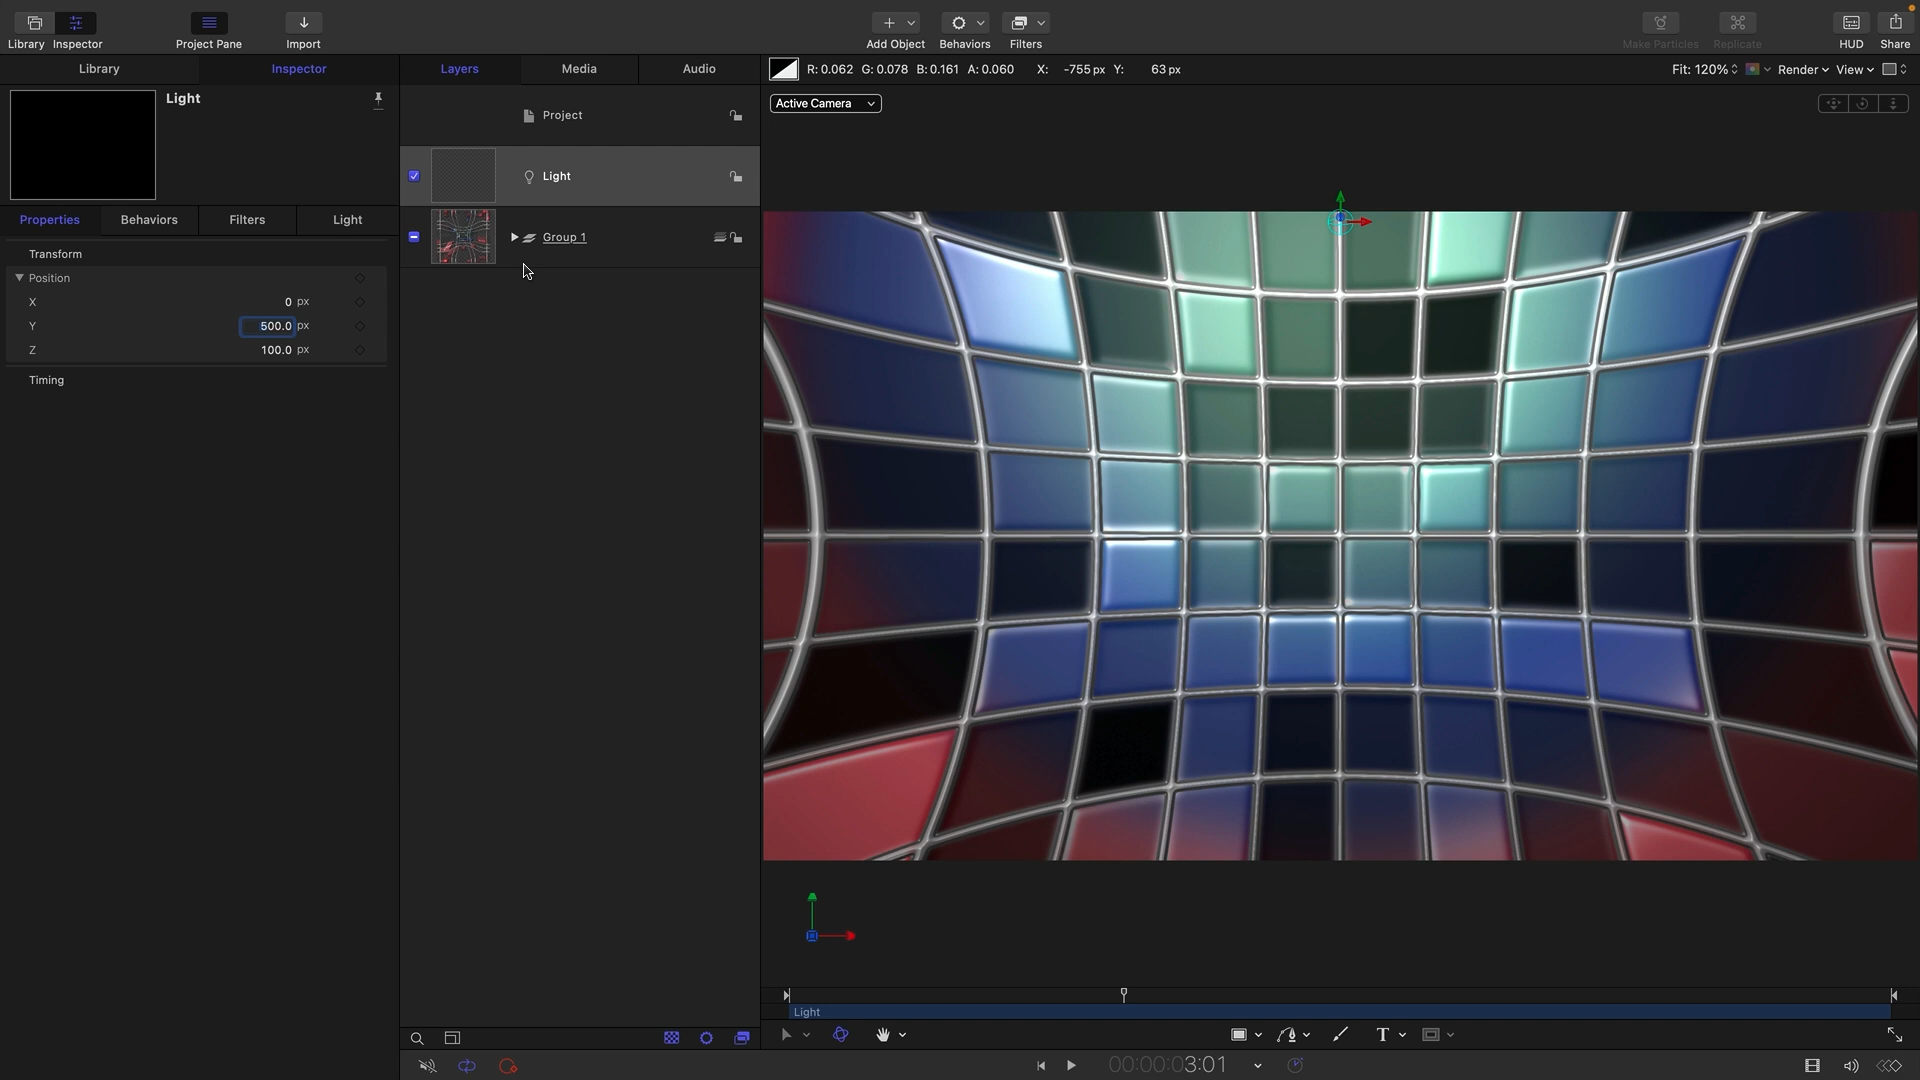 Library Inspector Project Pane Import Add Object Behaviors Filters Make Particles Replicate HUD Share
Library Inspector Layers Media Audio R:0.062 G:0.078 B:0.161 A:0.060 X: -755 px Y: 63 px Fit: 120% Render View
Light
Active Camera
Project
Light
Properties Behaviors Filters Light
Group 1
Transform
Position
X 0 px
Y 500.0 px
Z 100.0 px
Timing
Light
T
00:00:03:01